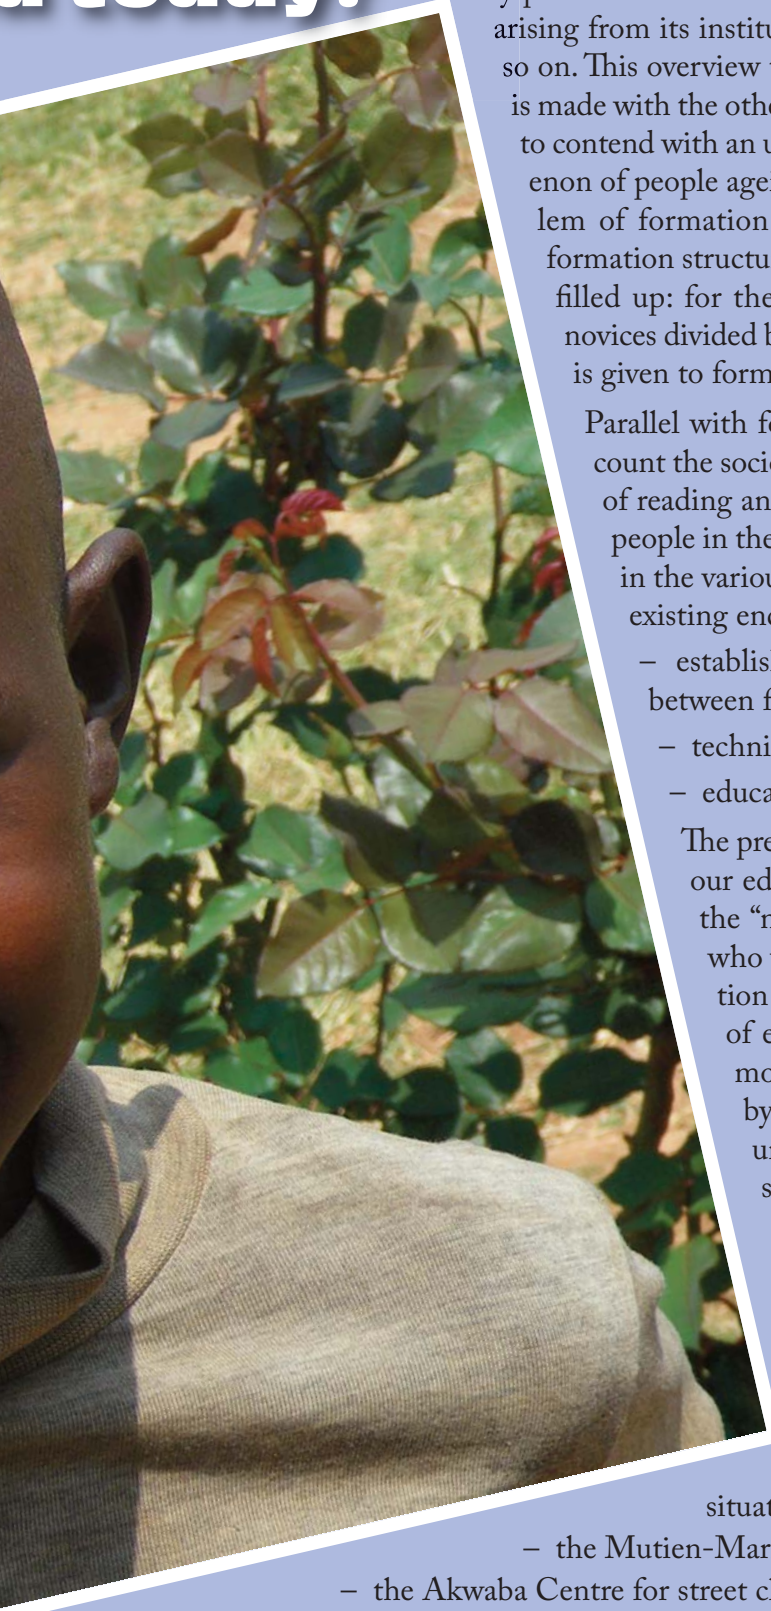 today?
arising from its institu
so on. This overview
is made with the othe
to contend with an u
enon of people age
lem of formation
formation structu
filled up: for the
novices divided b
is given to form
Parallel with fo
count the socie
of reading an
people in the
in the variou
existing en
– establis
between f
– techni
– educa
The pre
our ed
the “n
who
tion
of e
mo
by
u
s
situat
– the Mutien-Mar
– the Akwaba Centre for street c